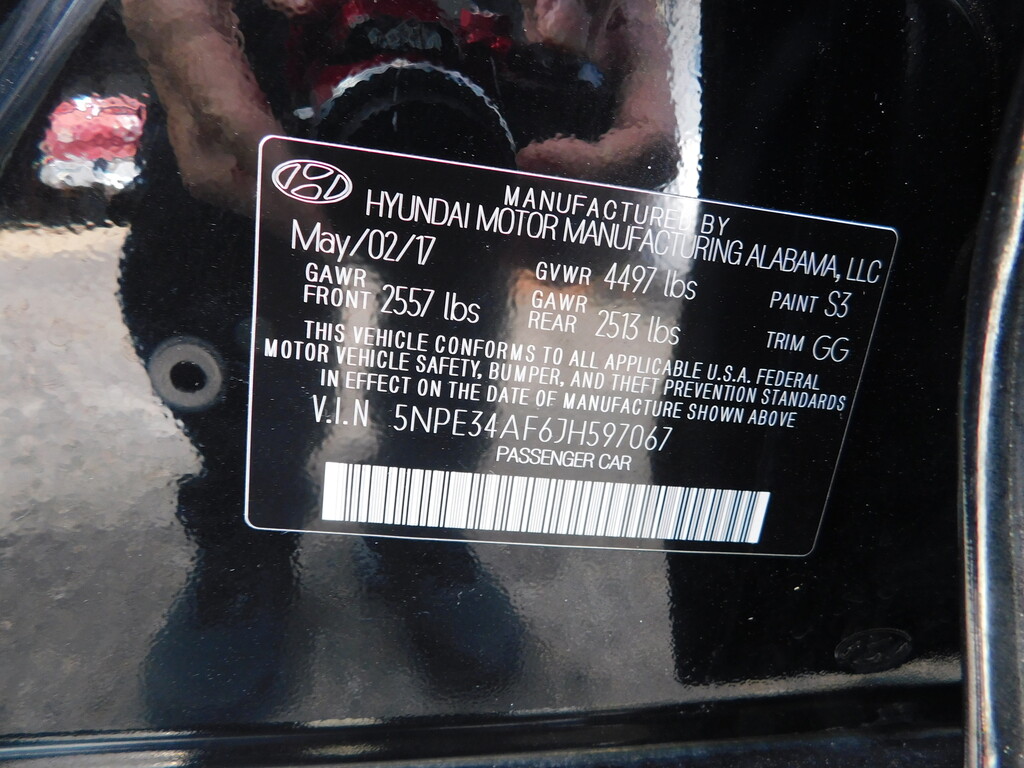 MANUFACTURED BY
HYUNDAI MOTOR MANUFACTURING ALABAMA, LLC
May/02/17
GAWR FRONT 2557 lbs
GVWR 4497 lbs
GAWR REAR 2513 lbs
PAINT S3
TRIM GG
THIS VEHICLE CONFORMS TO ALL APPLICABLE U.S.A. FEDERAL
MOTOR VEHICLE SAFETY, BUMPER, AND THEFT PREVENTION STANDARDS
IN EFFECT ON THE DATE OF MANUFACTURE SHOWN ABOVE
V.I.N 5NPE34AF6JH597067
PASSENGER CAR